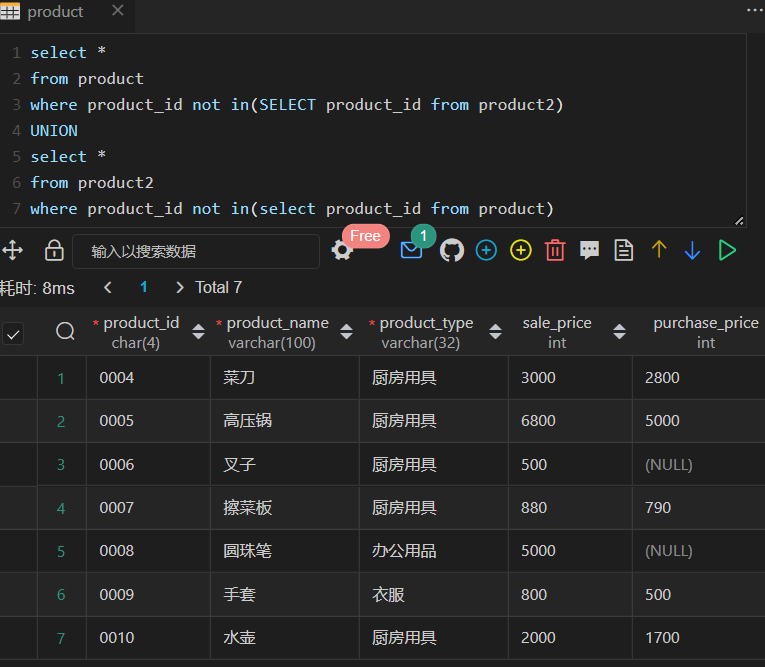 product
1 select *
2 from product
3 where product_id not in(SELECT product_id from product2)
4 UNION
5 select *
6 from product2
7 where product_id not in(select product_id from product)
输入以搜索数据 Free 1
耗时: 8ms 1 Total 7
* product_id * product_name * product_type sale_price purchase_price
char(4) varchar(100) varchar(32) int int
1 0004 菜刀 厨房用具 3000 2800
2 0005 高压锅 厨房用具 6800 5000
3 0006 叉子 厨房用具 500 (NULL)
4 0007 擦菜板 厨房用具 880 790
5 0008 圆珠笔 办公用品 5000 (NULL)
6 0009 手套 衣服 800 500
7 0010 水壶 厨房用具 2000 1700